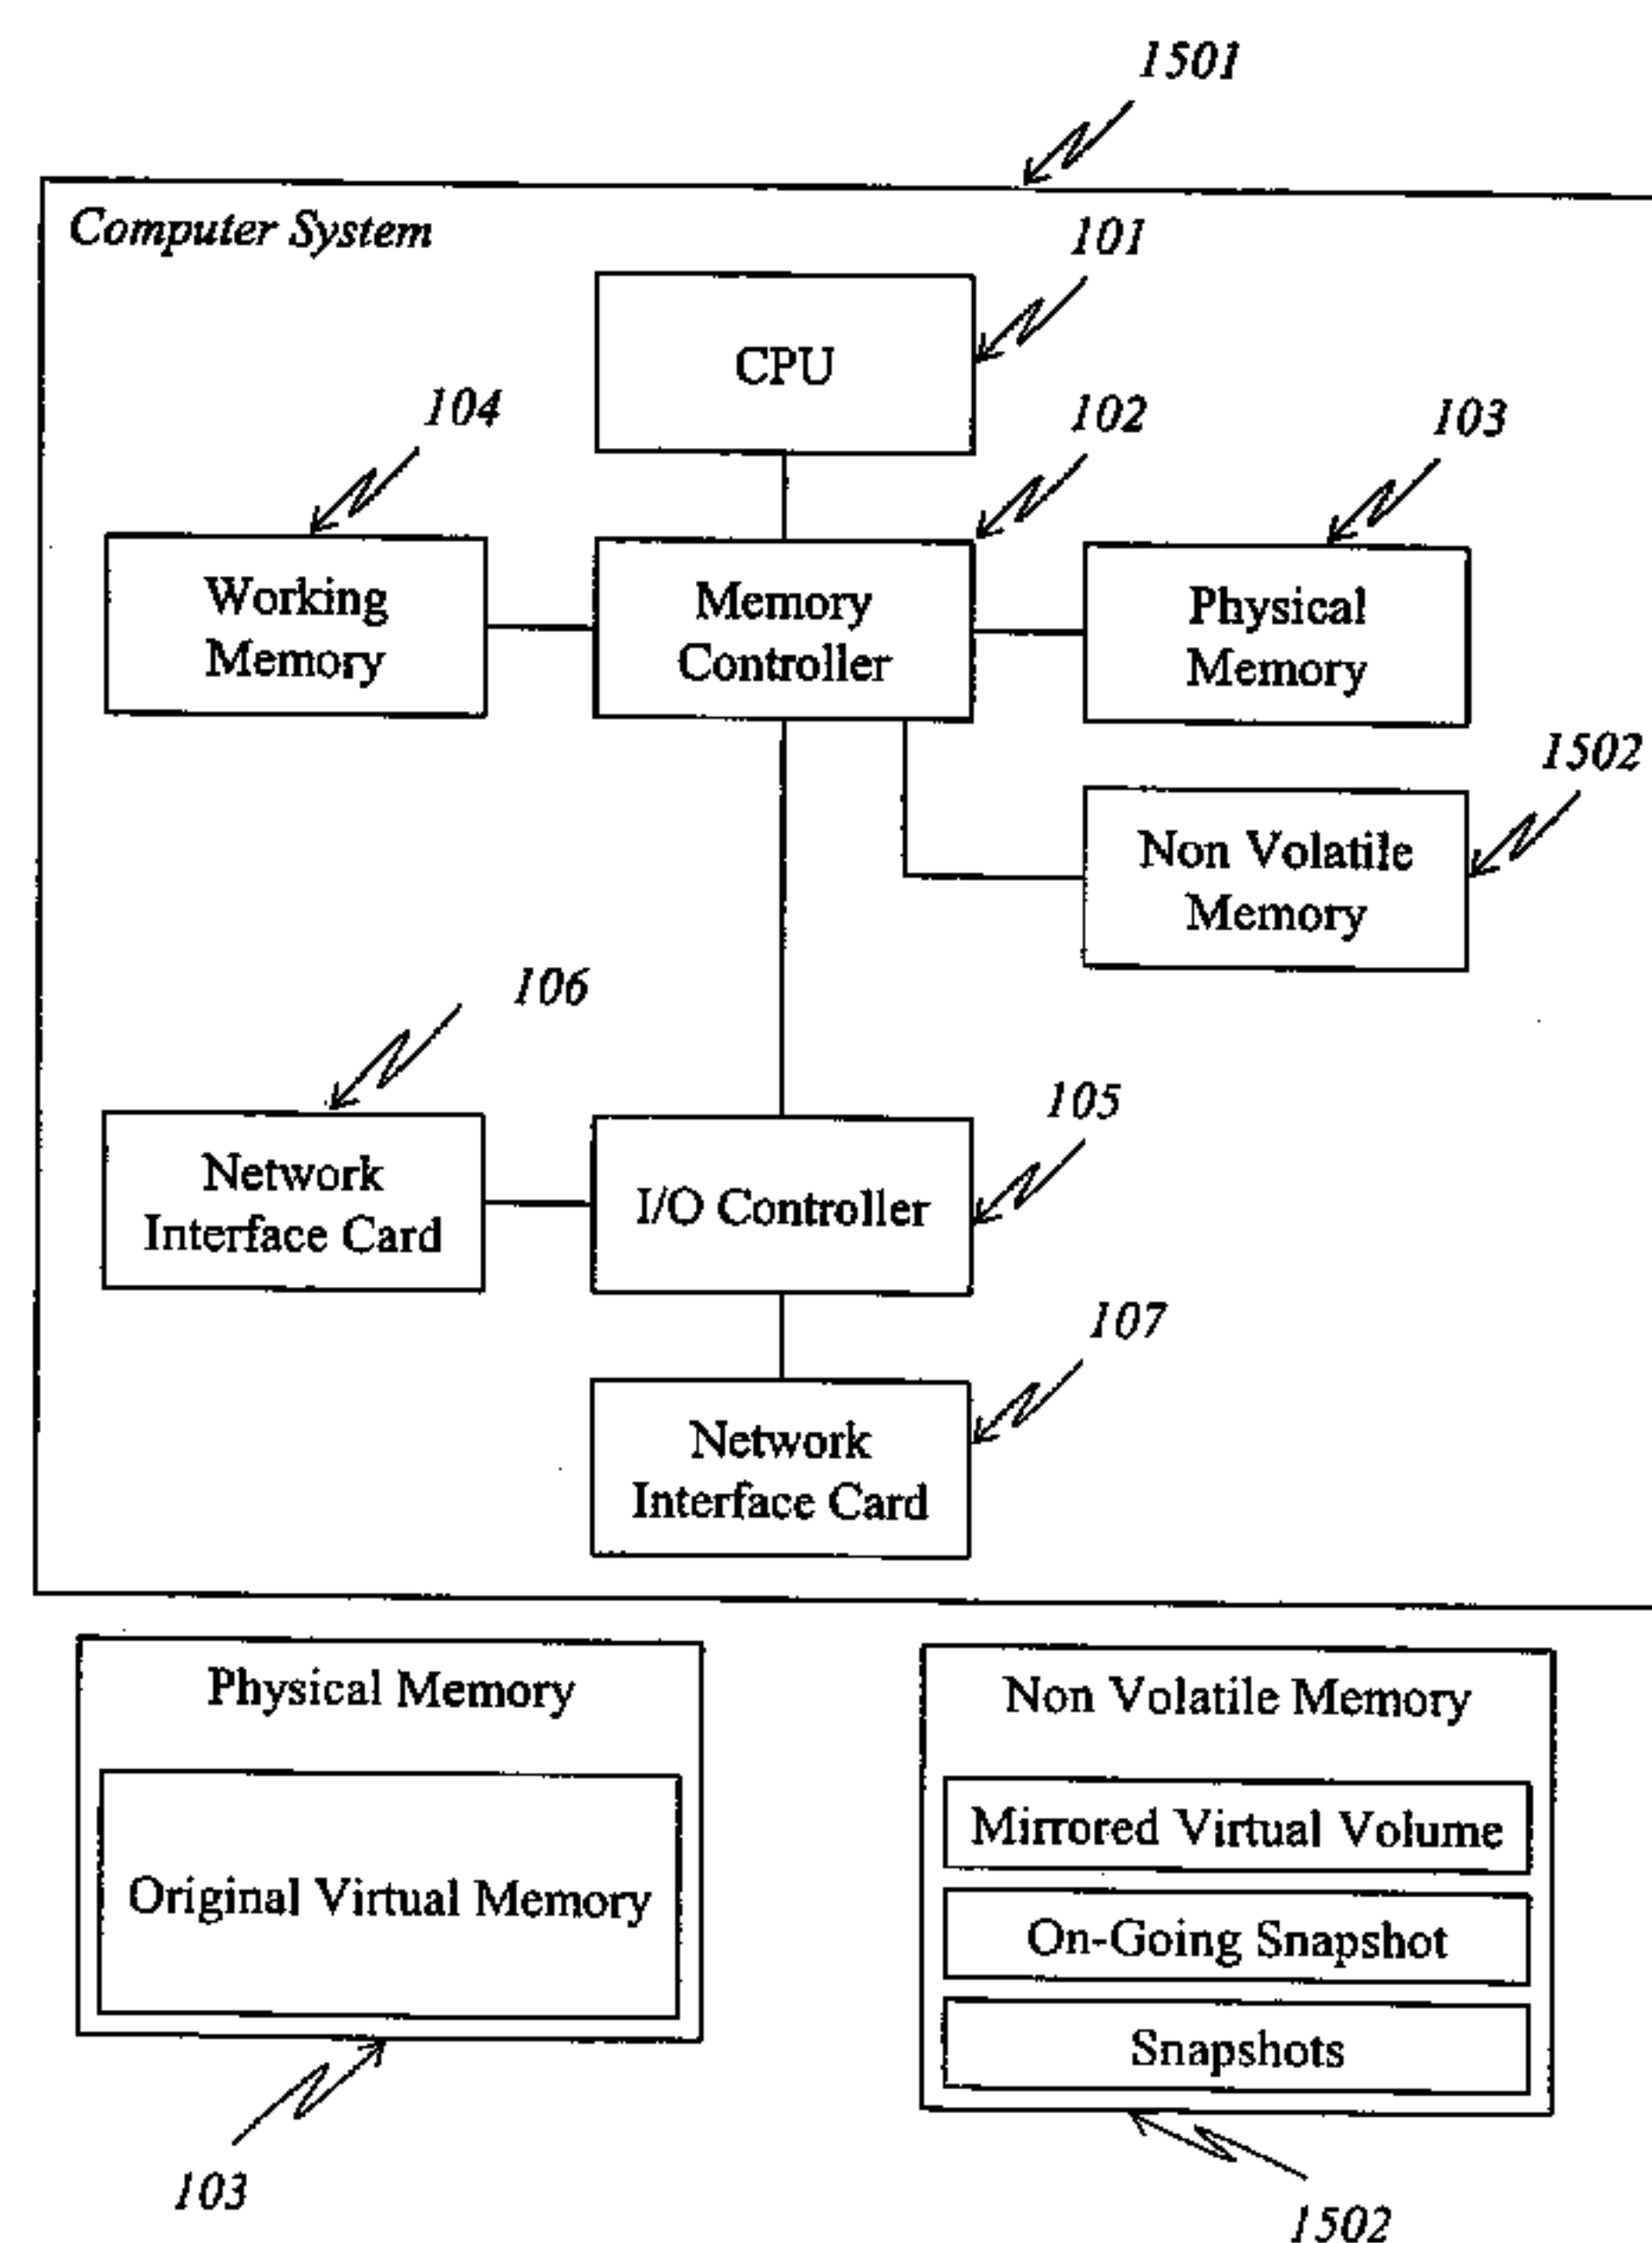 1501
Computer System
101
CPU
104
102
103
Working
Memory
Memory
Controller
Physical
Memory
1502
Non Volatile
Memory
106
105
Network
Interface Card
I/O Controller
107
Network
Interface Card
Physical Memory
Original Virtual Memory
Non Volatile Memory
Mirrored Virtual Volume
On-Going Snapshot
Snapshots
103
1502